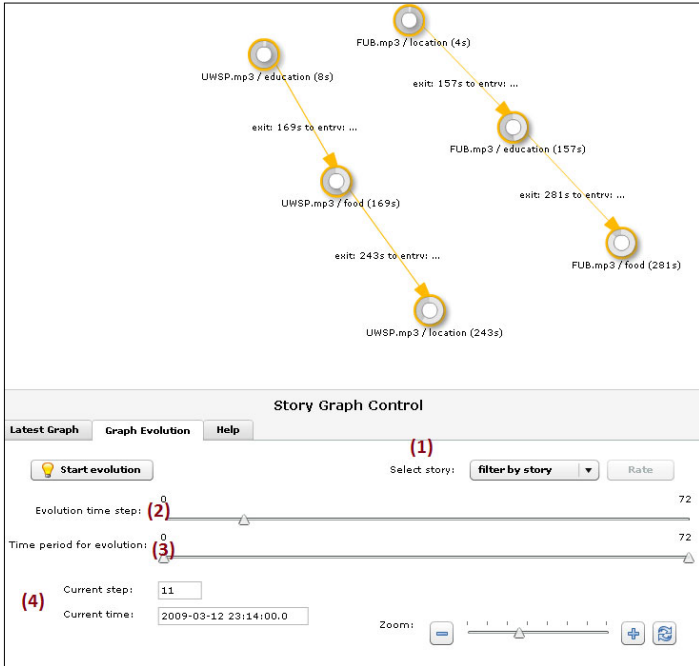 FUB.mp3 / location (4s)
UWSP.mp3 / education (8s)
exit: 157s to entry: ...
exit: 169s to entry: ...
FUB.mp3 / education (157s)
exit: 281s to entry: ...
UWSP.mp3 / food (169s)
exit: 243s to entry: ...
FUB.mp3 / food (281s)
UWSP.mp3 / location (243s)
Story Graph Control
Latest Graph Graph Evolution Help
(1)
Start evolution Select story: filter by story Rate
0 72
Evolution time step: (2)
0 72
Time period for evolution: (3)
(4)
Current step: 11
Current time: 2009-03-12 23:14:00.0
Zoom: